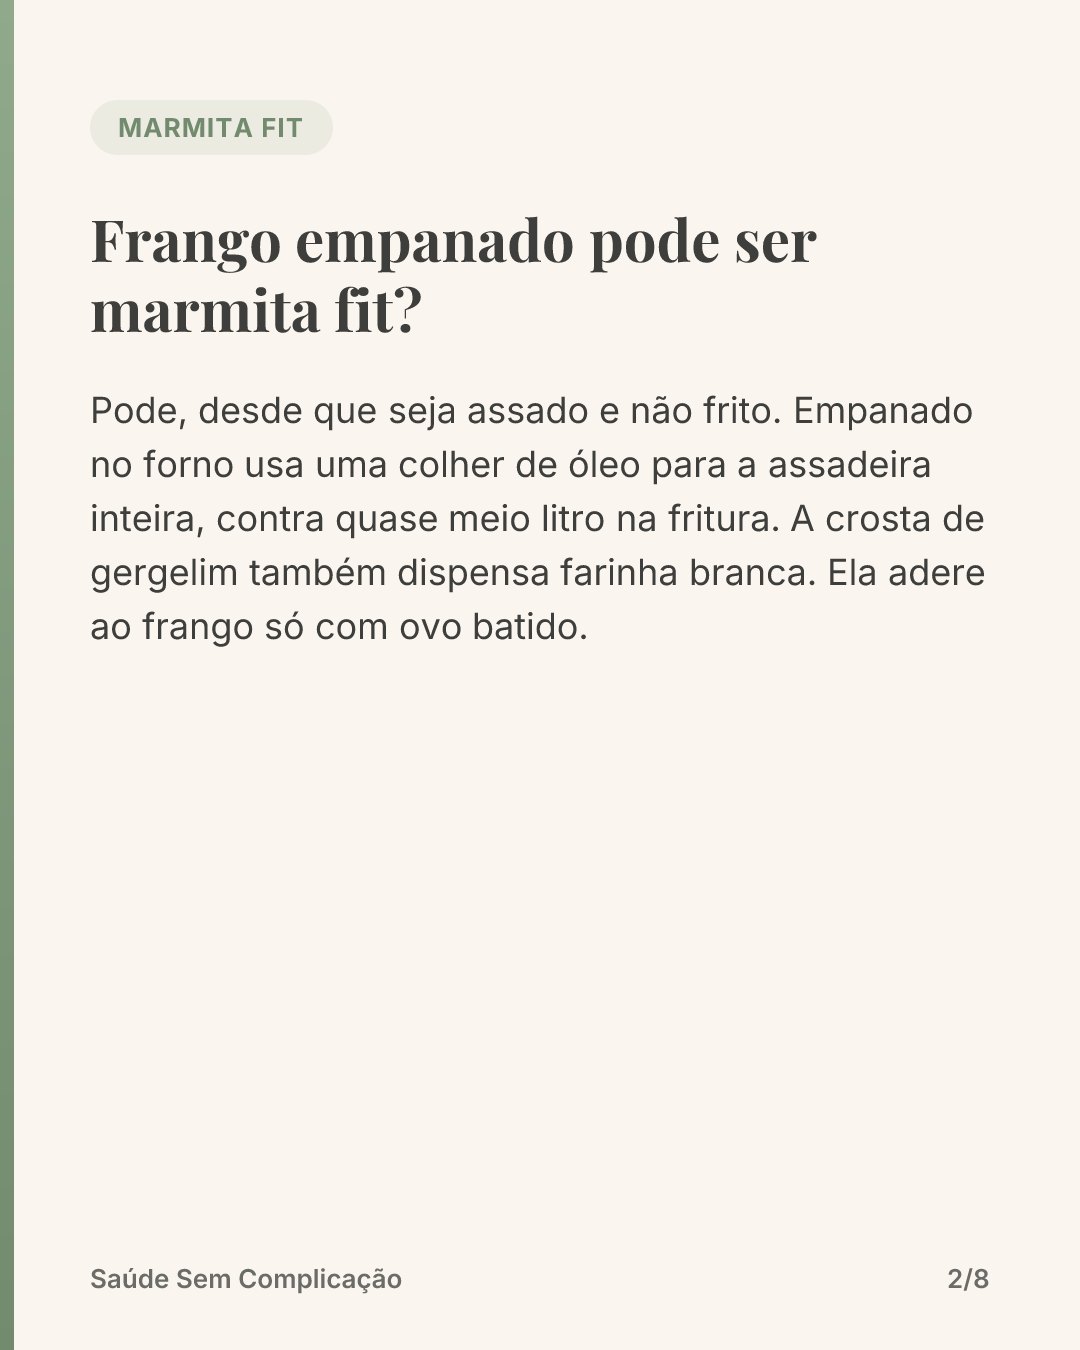 MARMITA FIT
Frango empanado pode ser
marmita fit?
Pode, desde que seja assado e não frito. Empanado
no forno usa uma colher de óleo para a assadeira
inteira, contra quase meio litro na fritura. A crosta de
gergelim também dispensa farinha branca. Ela adere
ao frango só com ovo batido.
Saúde Sem Complicação
2/8